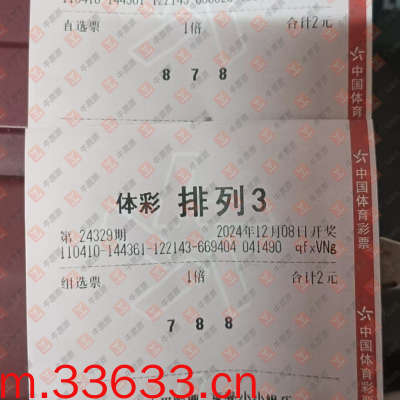 直选票 1倍 合计2元
8 7 8
中国体育
体彩 排列3
第 24329期 2024年12月08日开奖
110410-144361-122143-669404 041490 qfxVNg
组选票 1倍 合计2元
7 8 8
中国体育彩票
中国体育彩票
m.33633.cn